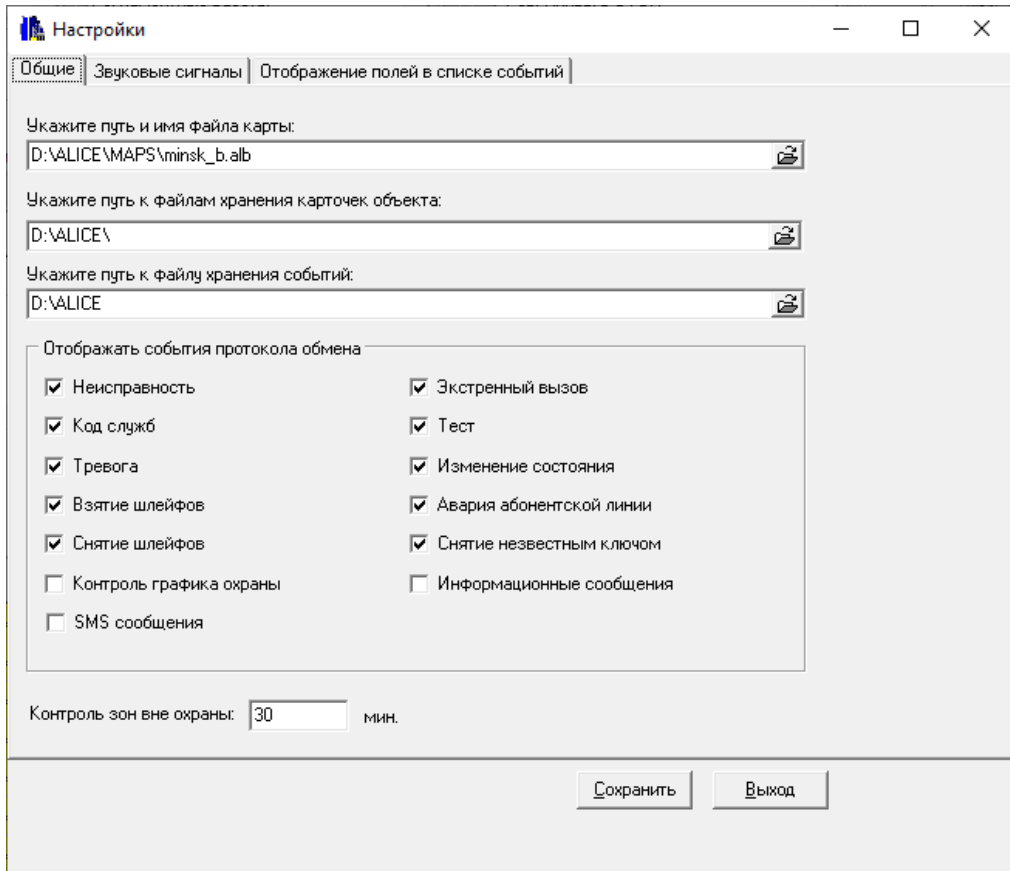 Настройки
Общие Звуковые сигналы Отображение полей в списке событий
Укажите путь и имя файла карты:
D:\ALICE\MAPS\minsk_b.alb
Укажите путь к файлам хранения карточек объекта:
D:\ALICE\
Укажите путь к файлу хранения событий:
D:\ALICE
Отображать события протокола обмена
Неисправность Экстренный вызов
Код служб Тест
Тревога Изменение состояния
Взятие шлейфов Авария абонентской линии
Снятие шлейфов Снятие незвестным ключом
Контроль графика охраны Информационные сообщения
SMS сообщения
Контроль зон вне охраны: 30 мин.
Сохранить Выход